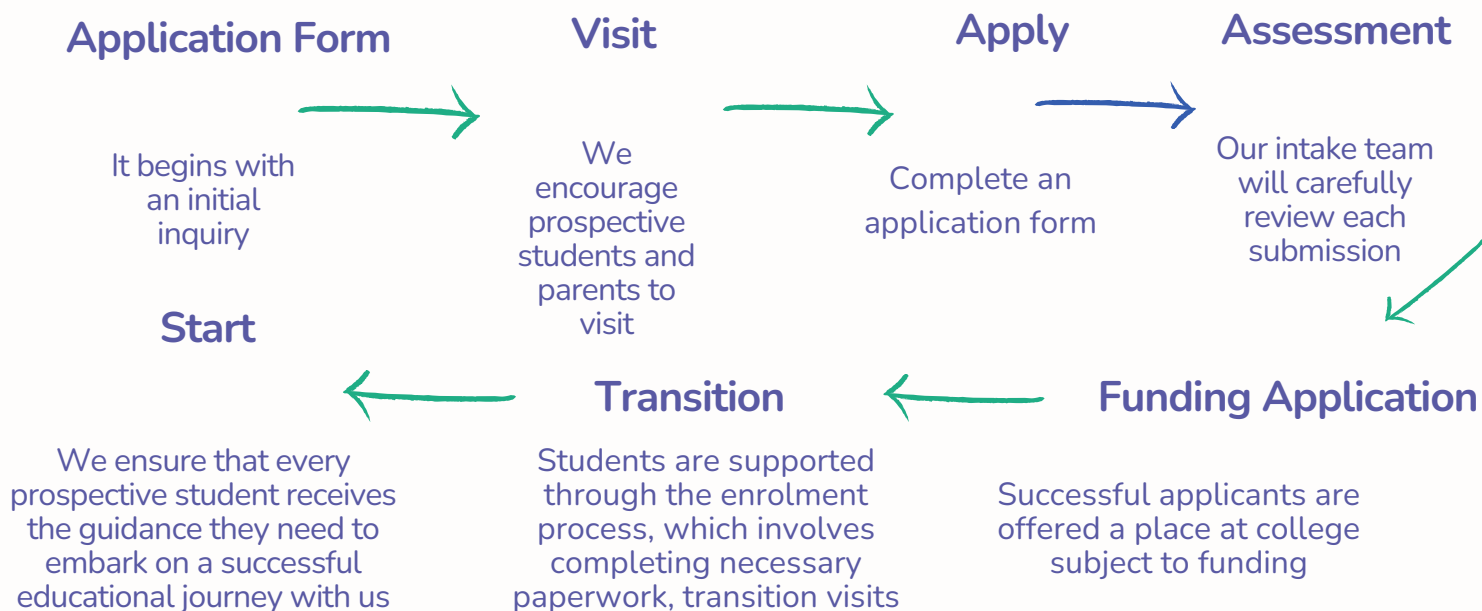 Application Form
It begins with
an initial
inquiry
Visit
We
encourage
prospective
students and
parents to
visit
Apply
Complete an
application form
Assessment
Our intake team
will carefully
review each
submission
Funding Application
Successful applicants are
offered a place at college
subject to funding
Transition
Students are supported
through the enrolment
process, which involves
completing necessary
paperwork, transition visits
Start
We ensure that every
prospective student receives
the guidance they need to
embark on a successful
educational journey with us